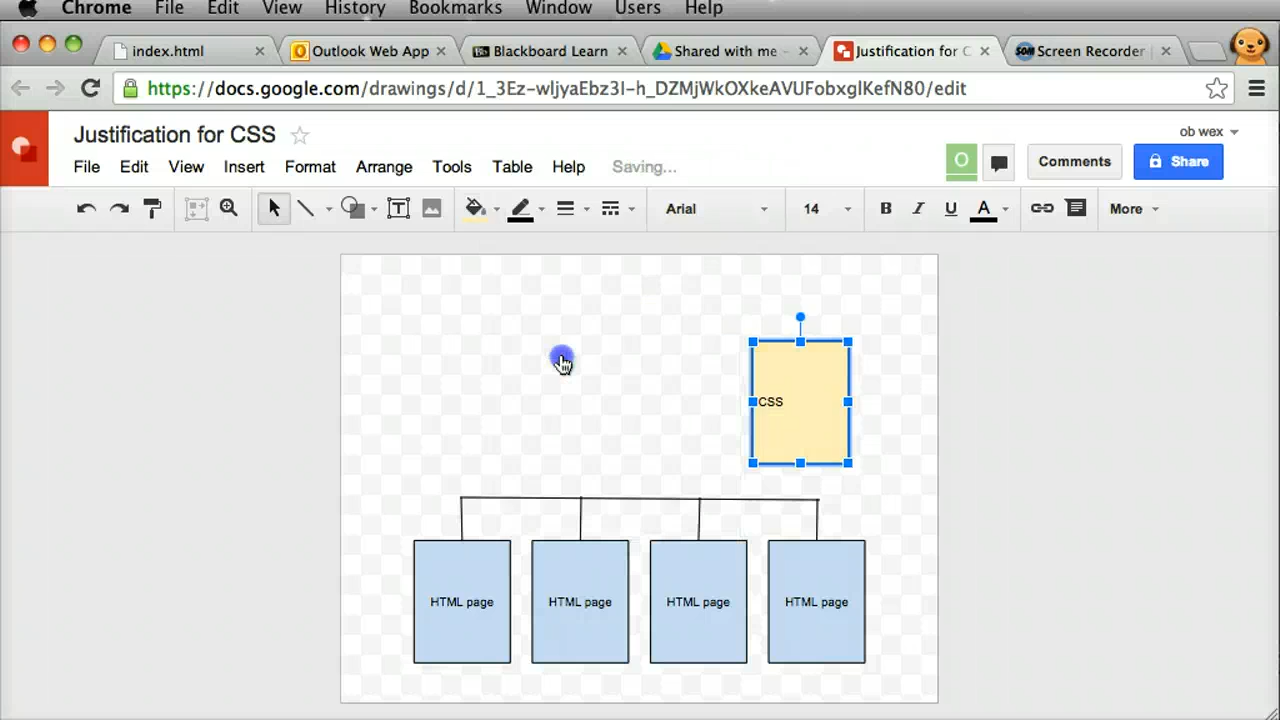 Chrome File Edit View History Bookmarks Window Users Help
index.html Outlook Web App Blackboard Learn Shared with me – Justification for C Screen Recorder
https://docs.google.com/drawings/d/1_3Ez-wljyaEbz3l-h_DZMjWkOXkeAVUFobxglKefN80/edit
Justification for CSS
ob wex
File Edit View Insert Format Arrange Tools Table Help Saving...
O Comments Share
T Arial 14 B I U A More
CSS
HTML page HTML page HTML page HTML page